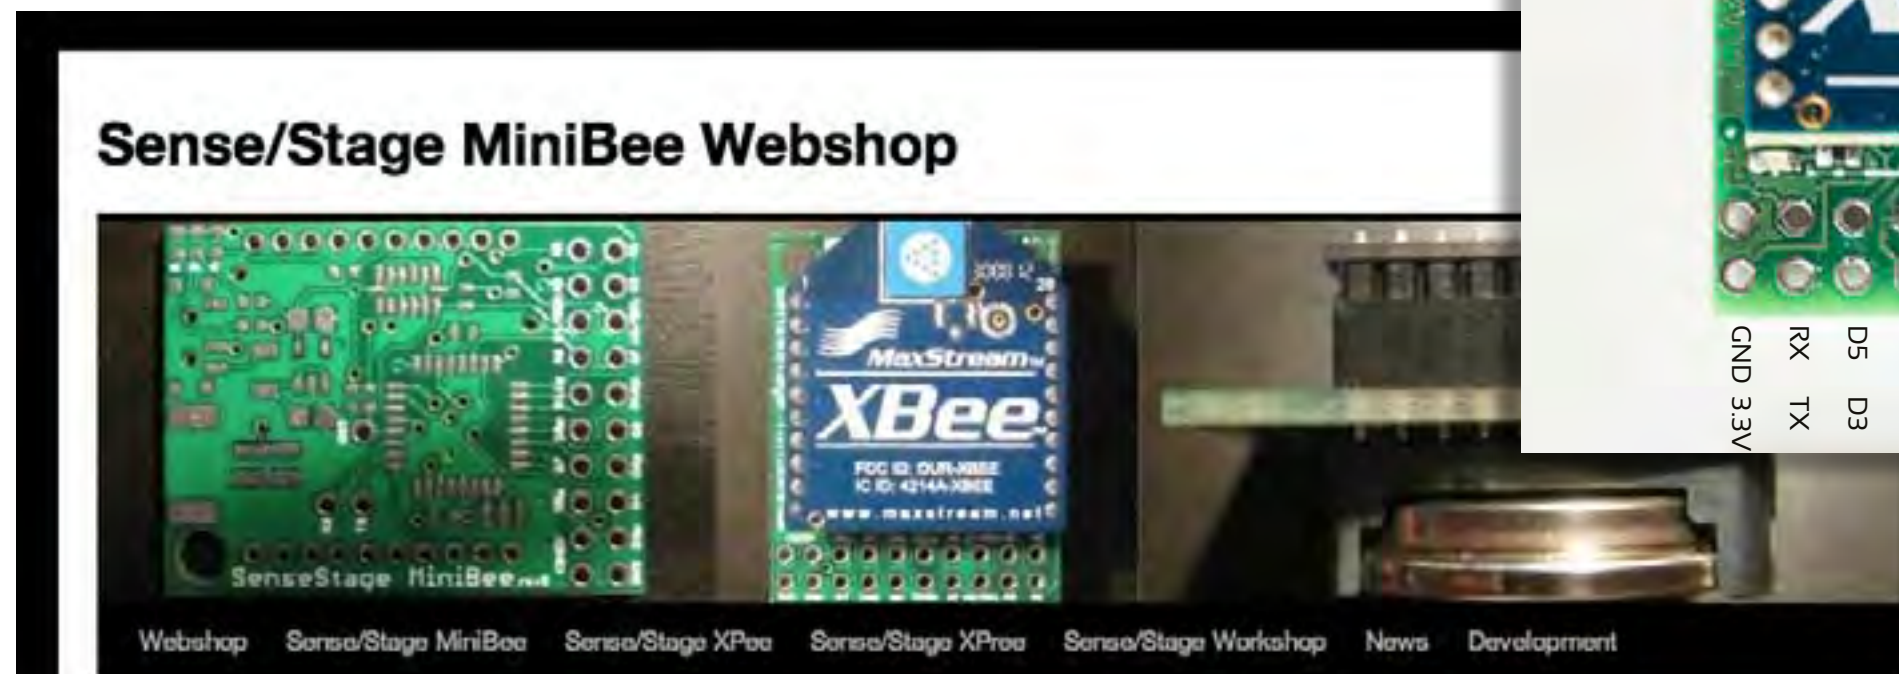 Sense/Stage MiniBee Webshop
SenseStage MiniBee
MaxStream
XBee
FCC ID: OUR-XBEE
IC ID: 4214A-XBEE
www.maxstream.net
GND 3.3V
RX TX
D5 D3
Webshop Sense/Stage MiniBee Sense/Stage XPee Sense/Stage XPree Sense/Stage Workshop News Development